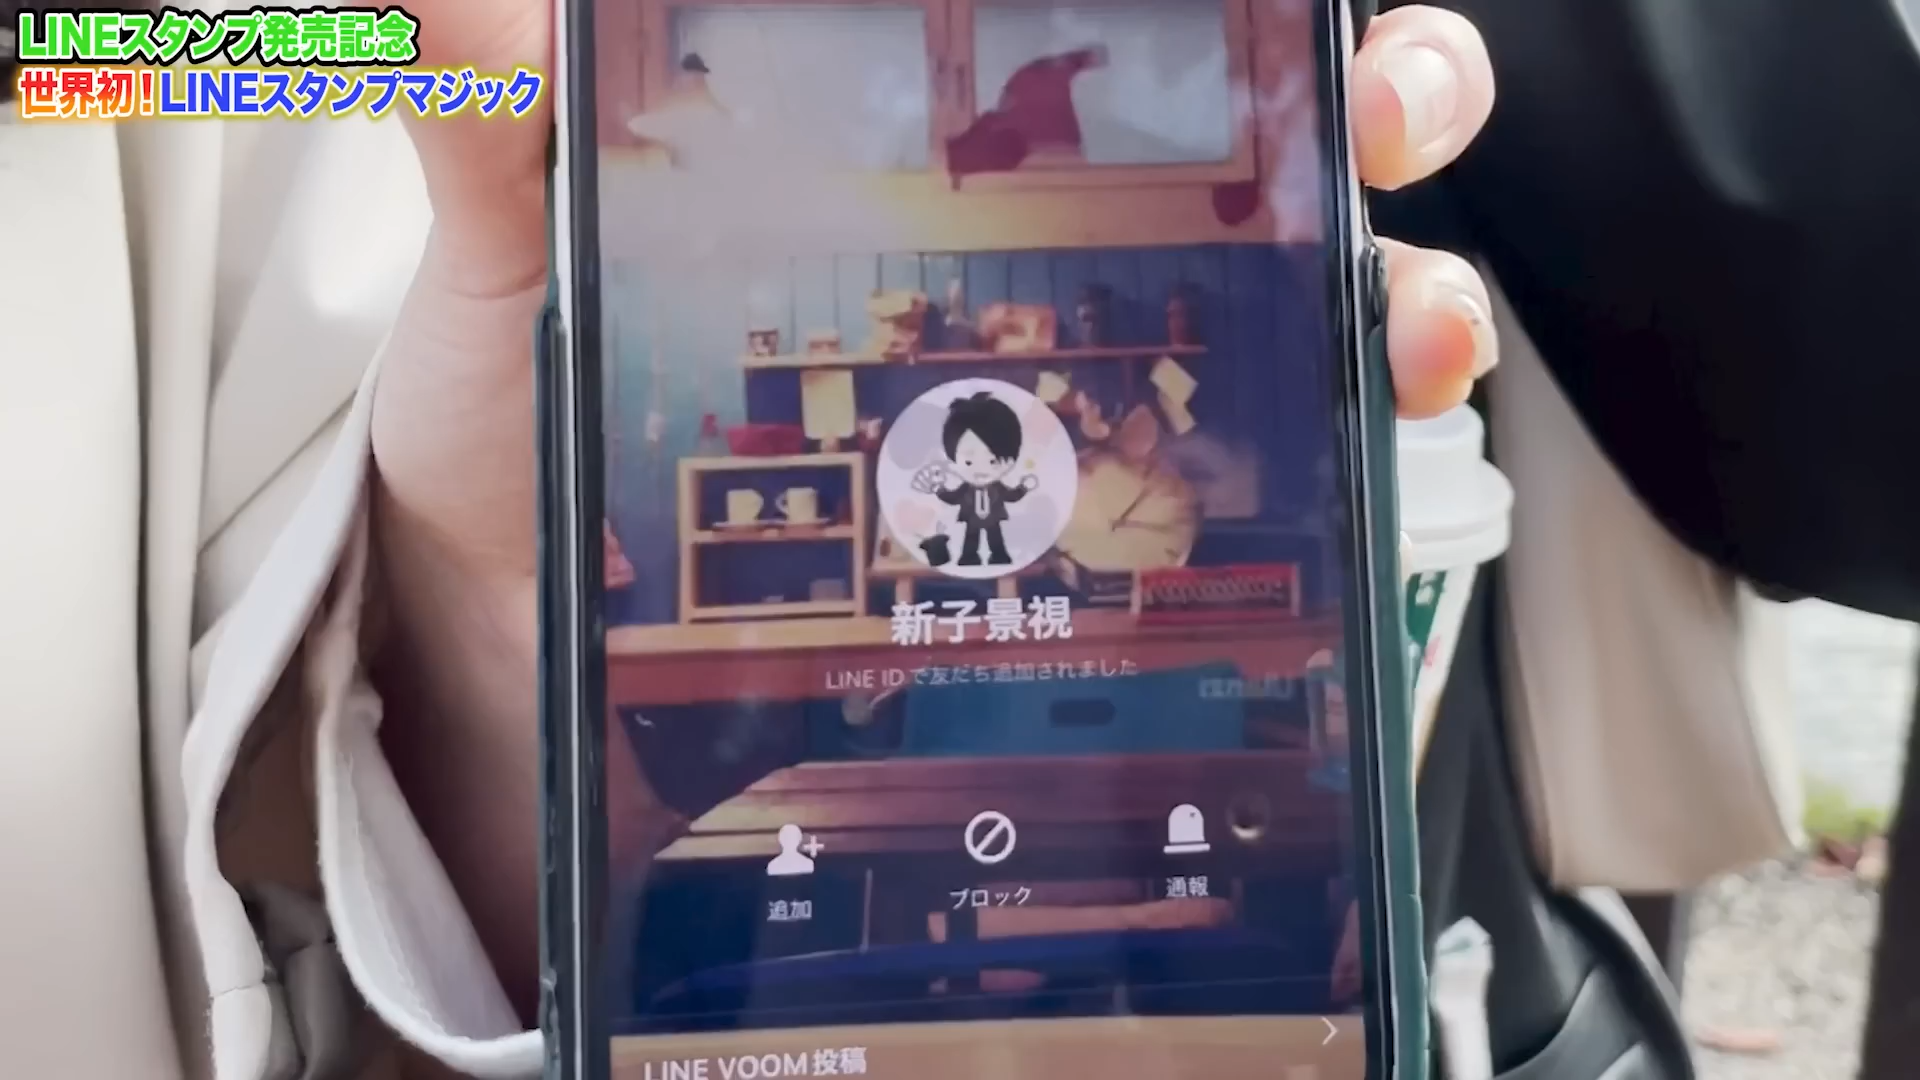 LINEスタンプ発売記念
世界初！LINEスタンプマジック
新子景視
LINE IDで友だち追加されました
追加
ブロック
通報
LINE VOOM投稿